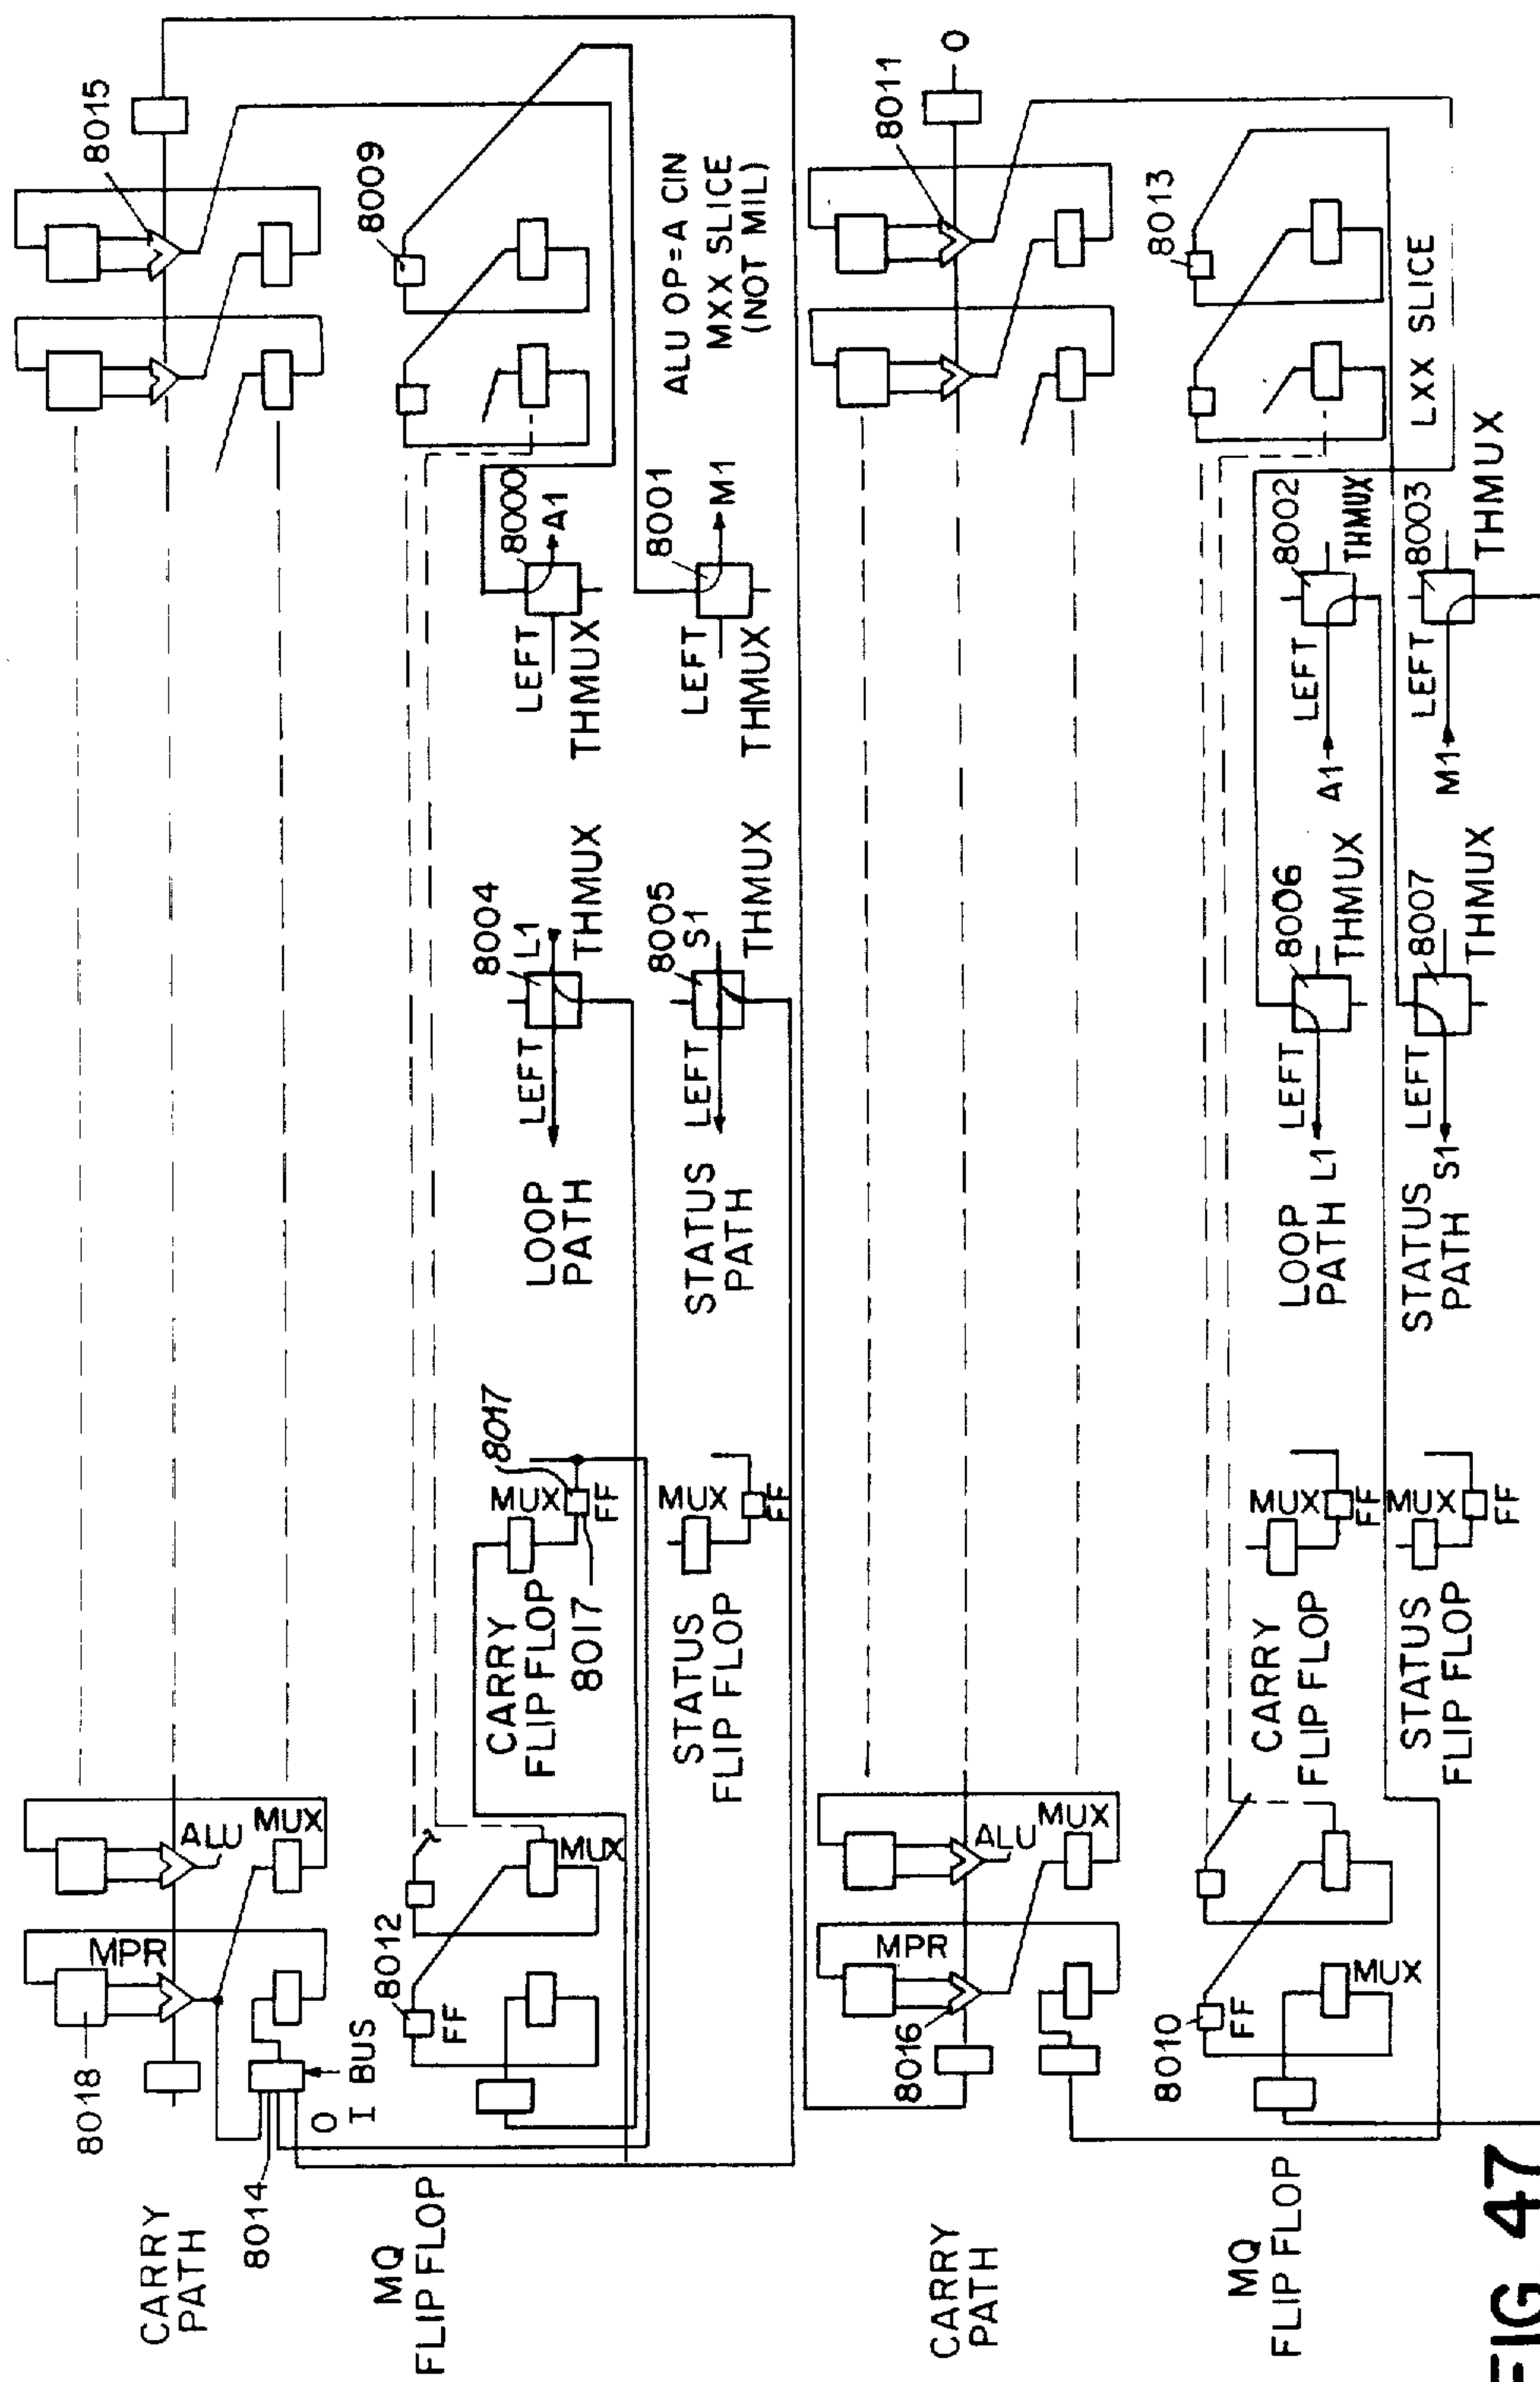 CARRY
PATH
8018
8014
O
I BUS
MPR
ALU
MUX
8015
MQ
FLIP FLOP
8012
FF
MUX
CARRY
FLIP FLOP
8017
8017
MUX
FF
STATUS
FLIP FLOP
MUX
FF
LOOP
PATH
LEFT
8004
L1
THMUX
STATUS
PATH
LEFT
8005
S1
THMUX
LEFT
8000
A1
THMUX
LEFT
8001
M1
THMUX
8009
ALU OP=A CIN
MXX SLICE
(NOT MIL)
CARRY
PATH
8016
MPR
ALU
MUX
8011
O
MQ
FLIP FLOP
8010
FF
MUX
CARRY
FLIP FLOP
MUX
FF
STATUS
FLIP FLOP
MUX
FF
LOOP
PATH L1
LEFT
8006
THMUX
STATUS
PATH S1
LEFT
8007
THMUX
A1
LEFT
8002
THMUX
M1
LEFT
8003
THMUX
8013
LXX SLICE
FIG 47